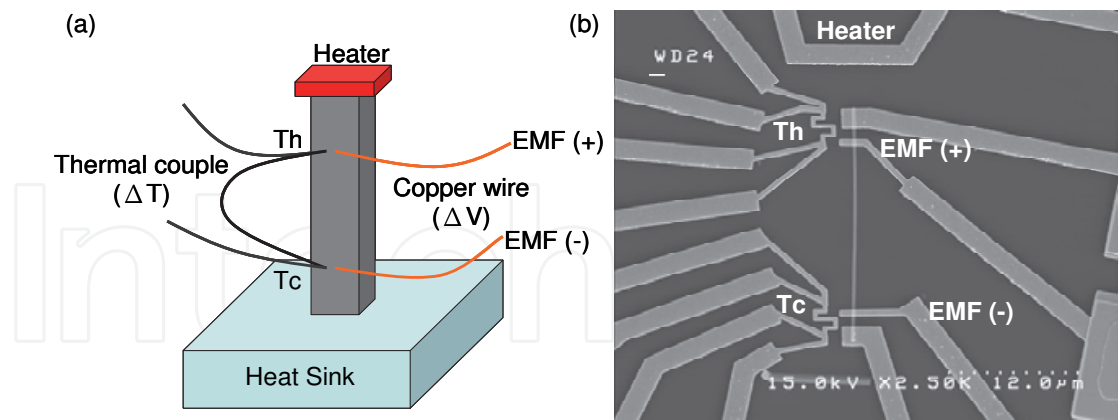 (a)
Heater
Th
EMF (+)
Thermal couple
(ΔT)
Copper wire
(ΔV)
EMF (-)
Tc
Heat Sink
(b)
Heater
WD24
Th
EMF (+)
Tc
EMF (-)
15.0kV X2.50K 12.0μm